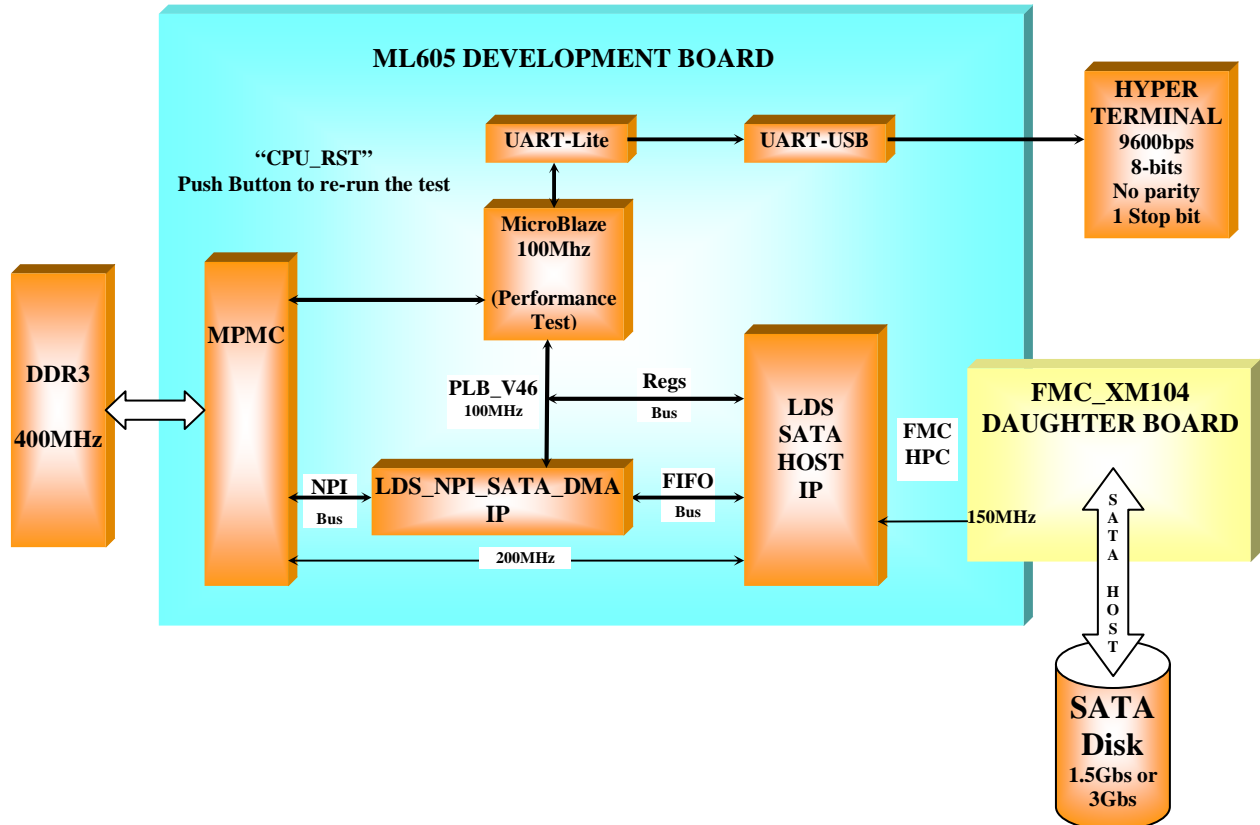 ML605 DEVELOPMENT BOARD
HYPER
TERMINAL
9600bps
8-bits
No parity
1 Stop bit
UART-Lite
UART-USB
“CPU_RST”
Push Button to re-run the test
MicroBlaze
100Mhz
(Performance
Test)
MPMC
DDR3
400MHz
PLB_V46
100MHz
Regs
Bus
LDS
SATA
HOST
IP
FMC
HPC
FMC_XM104
DAUGHTER BOARD
NPI
Bus
LDS_NPI_SATA_DMA
IP
FIFO
Bus
150MHz
200MHz
SATA HOST
SATA
Disk
1.5Gbs or
3Gbs